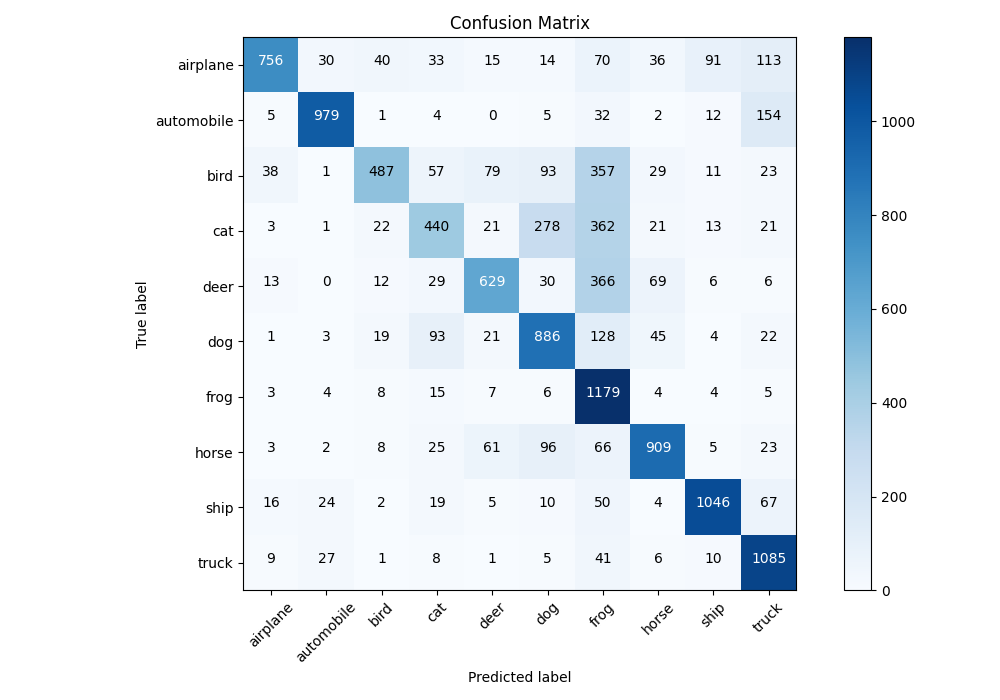 Confusion Matrix
airplane 756 30 40 33 15 14 70 36 91 113
automobile 5 979 1 4 0 5 32 2 12 154
bird 38 1 487 57 79 93 357 29 11 23
cat 3 1 22 440 21 278 362 21 13 21
deer 13 0 12 29 629 30 366 69 6 6
dog 1 3 19 93 21 886 128 45 4 22
frog 3 4 8 15 7 6 1179 4 4 5
horse 3 2 8 25 61 96 66 909 5 23
ship 16 24 2 19 5 10 50 4 1046 67
truck 9 27 1 8 1 5 41 6 10 1085
airplane automobile bird cat deer dog frog horse ship truck
True label
Predicted label
1000
800
600
400
200
0